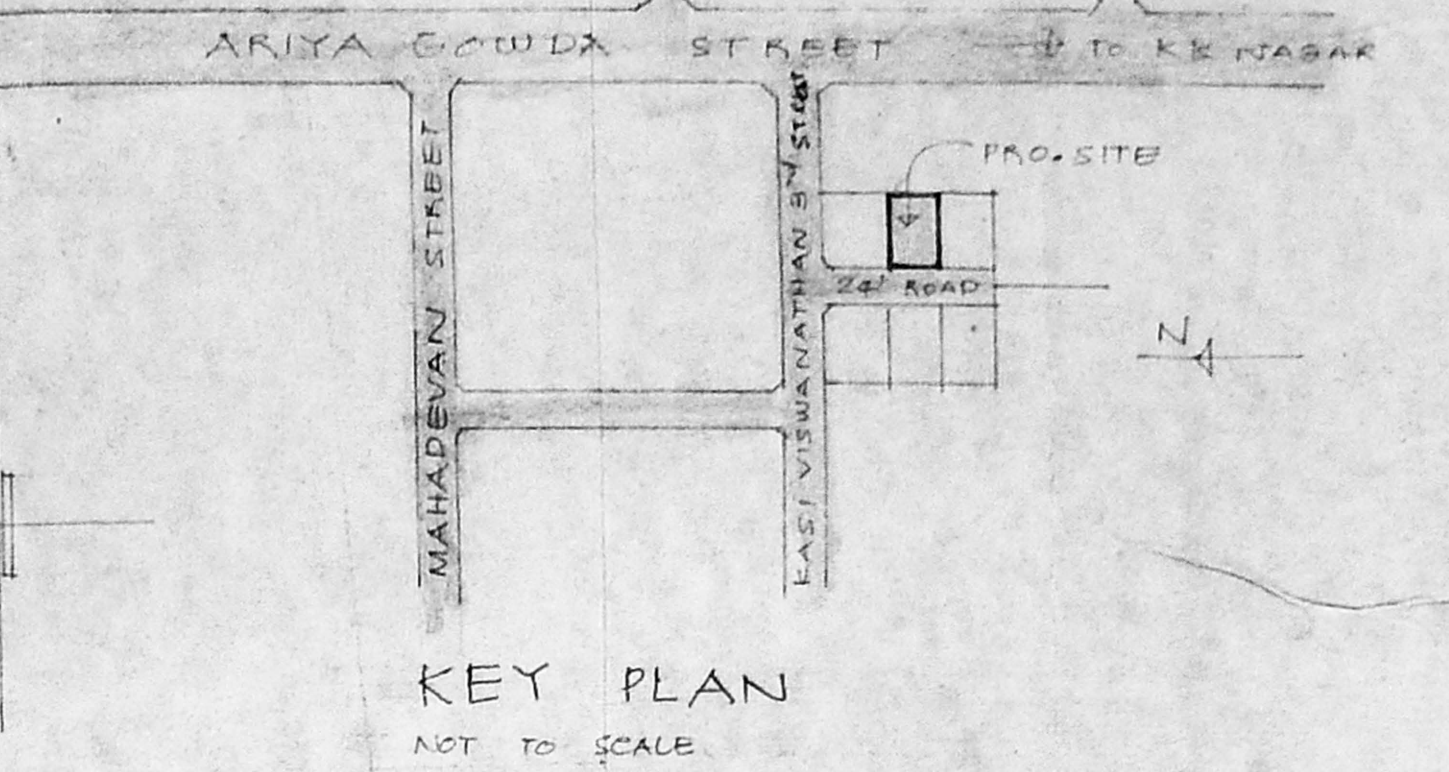 ARIYA GOWDA STREET → TO KK NAGAR
MAHADEVAN STREET
KASI VISWANATHAN 3rd STREET
PRO. SITE
24' ROAD
N
KEY PLAN
NOT TO SCALE